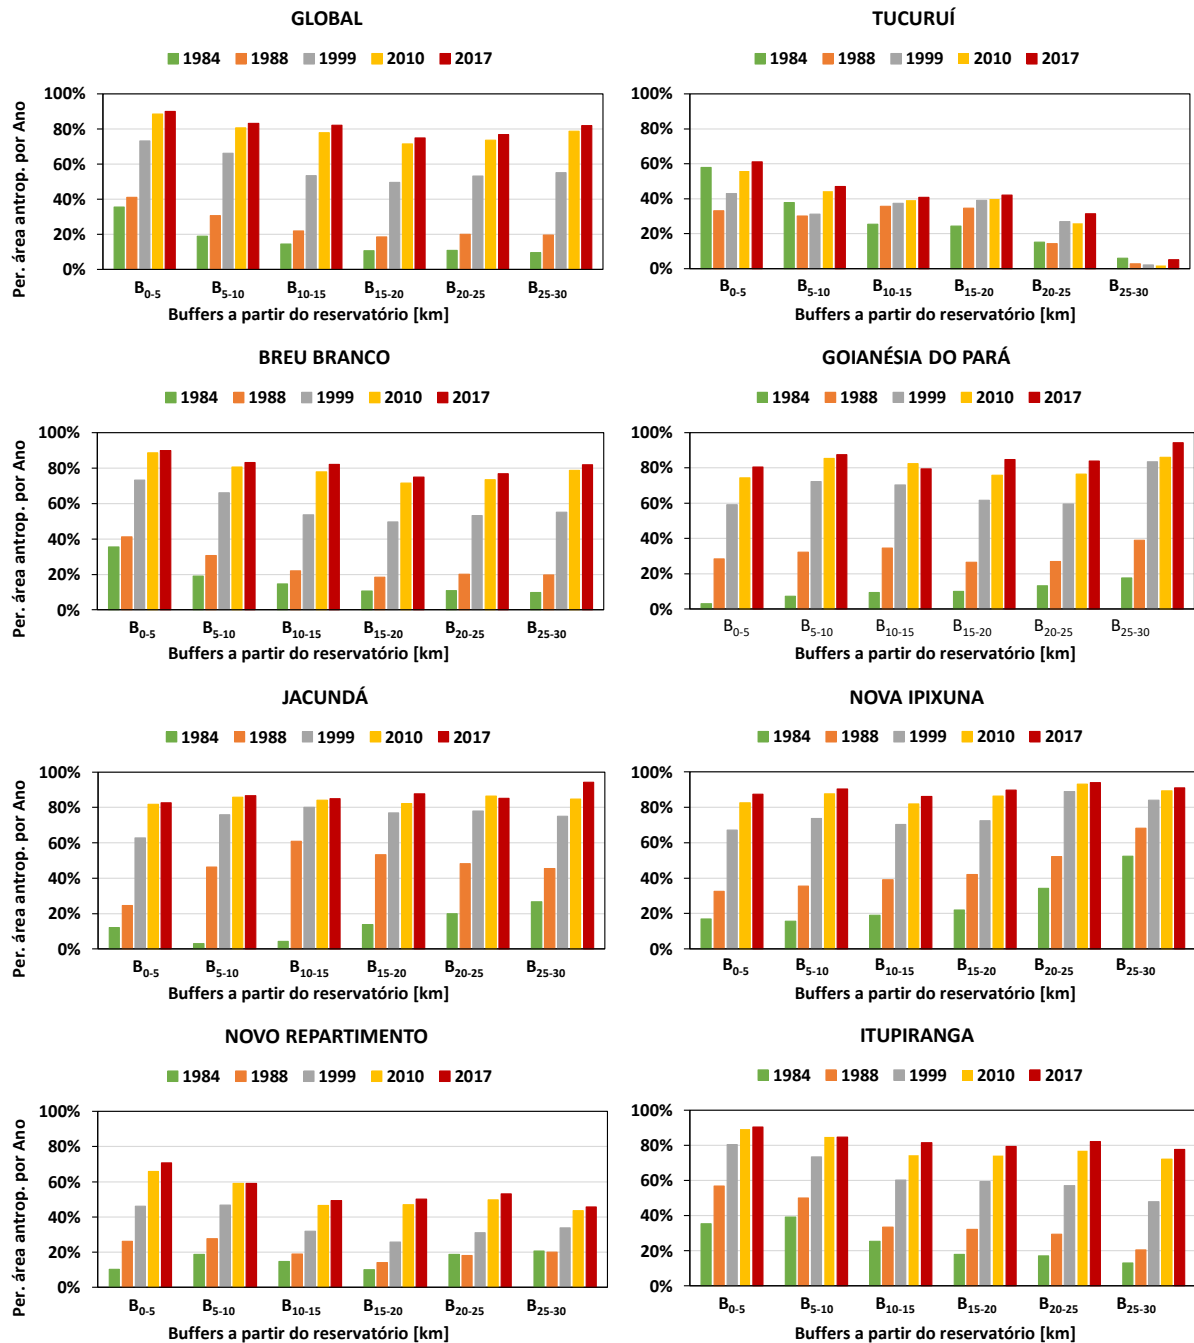 GLOBAL
1984 1988 1999 2010 2017
Per. área antrop. por Ano
100%
80%
60%
40%
20%
0%
B0-5 B5-10 B10-15 B15-20 B20-25 B25-30
Buffers a partir do reservatório [km]
TUCURUÍ
1984 1988 1999 2010 2017
100%
80%
60%
40%
20%
0%
B0-5 B5-10 B10-15 B15-20 B20-25 B25-30
Buffers a partir do reservatório [km]
BREU BRANCO
1984 1988 1999 2010 2017
Per. área antrop. por Ano
100%
80%
60%
40%
20%
0%
B0-5 B5-10 B10-15 B15-20 B20-25 B25-30
Buffers a partir do reservatório [km]
GOIANÉSIA DO PARÁ
1984 1988 1999 2010 2017
100%
80%
60%
40%
20%
0%
B0-5 B5-10 B10-15 B15-20 B20-25 B25-30
Buffers a partir do reservatório [km]
JACUNDÁ
1984 1988 1999 2010 2017
Per. área antrop. por Ano
100%
80%
60%
40%
20%
0%
B0-5 B5-10 B10-15 B15-20 B20-25 B25-30
Buffers a partir do reservatório [km]
NOVA IPIXUNA
1984 1988 1999 2010 2017
100%
80%
60%
40%
20%
0%
B0-5 B5-10 B10-15 B15-20 B20-25 B25-30
Buffers a partir do reservatório [km]
NOVO REPARTIMENTO
1984 1988 1999 2010 2017
Per. área antrop. por Ano
100%
80%
60%
40%
20%
0%
B0-5 B5-10 B10-15 B15-20 B20-25 B25-30
Buffers a partir do reservatório [km]
ITUPIRANGA
1984 1988 1999 2010 2017
100%
80%
60%
40%
20%
0%
B0-5 B5-10 B10-15 B15-20 B20-25 B25-30
Buffers a partir do reservatório [km]